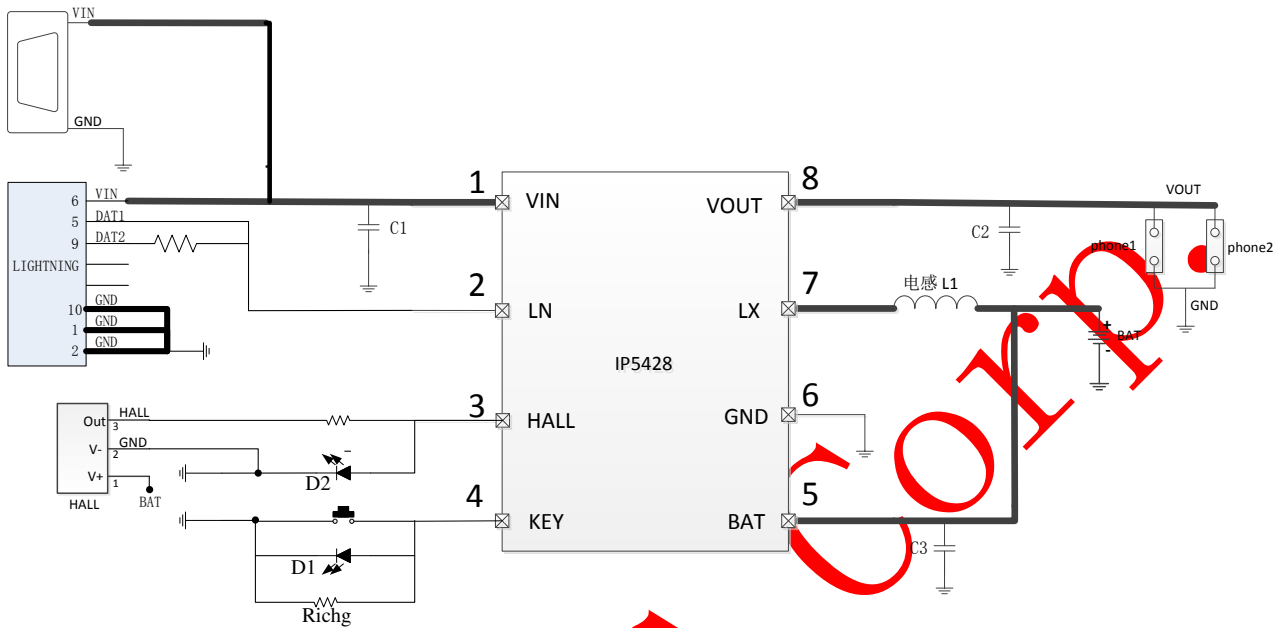 VIN
GND
6 VIN
5 DAT1
9 DAT2
LIGHTNING
10 GND
1 GND
2 GND
C1
1 VIN
2 LN
3 HALL
4 KEY
IP5428
8 VOUT
7 LX
6 GND
5 BAT
VOUT
C2
phone1
phone2
GND
电感 L1
+
BAT
-
C3
Out 3 HALL
V- 2 GND
V+ 1
BAT
HALL
D2
D1
Richg
Corp.